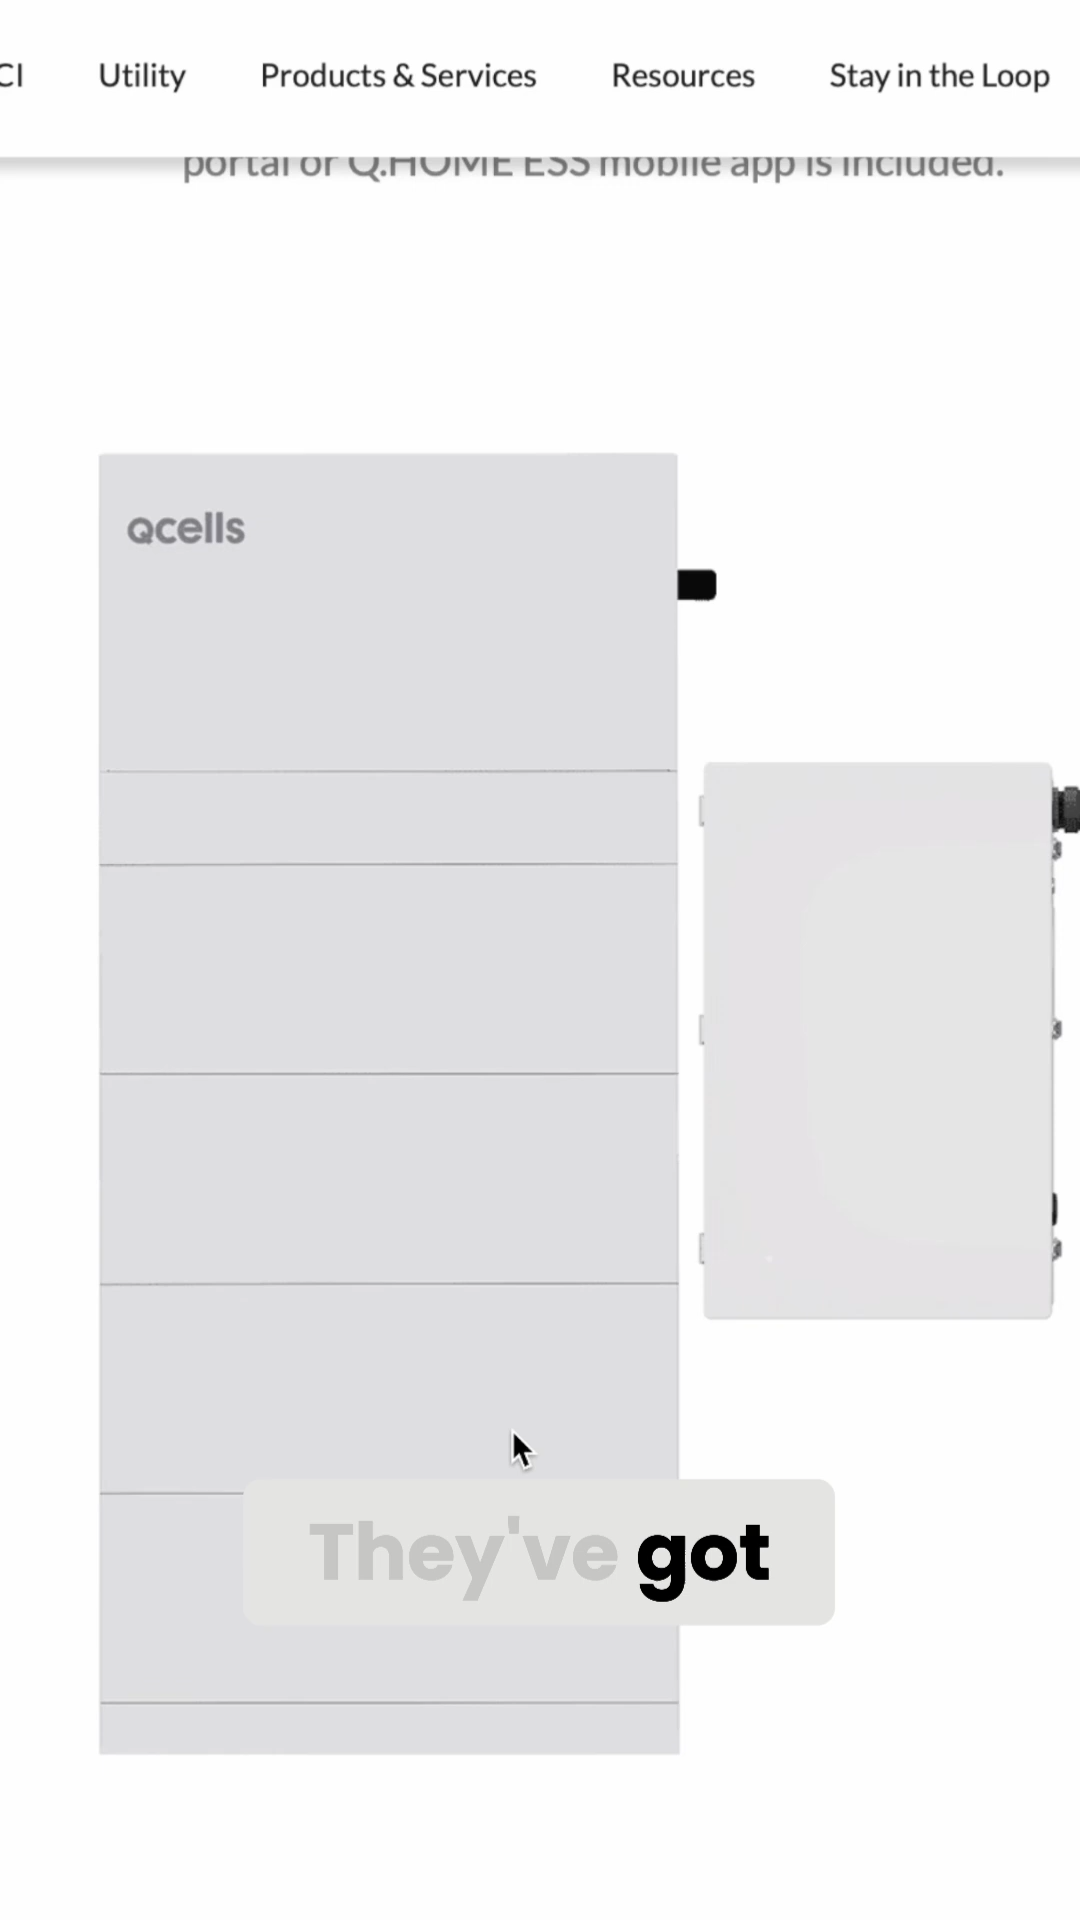 CI Utility Products & Services Resources Stay in the Loop
portal or Q.HOME ESS mobile app is included.
qcells
They've got